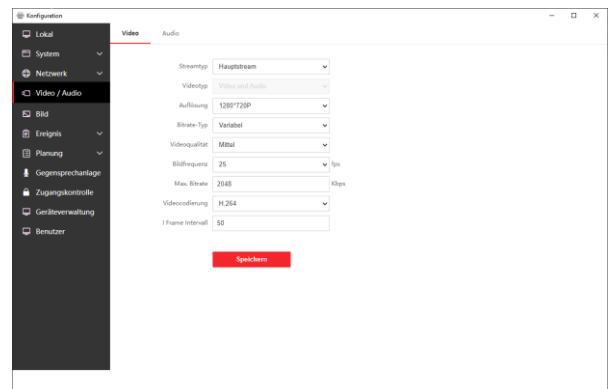 Konfiguration
Lokal
System
Netzwerk
Video / Audio
Bild
Ereignis
Planung
Gegensprechanlage
Zugangskontrolle
Geräteverwaltung
Benutzer
Video Audio
Streamtyp Hauptstream
Videotyp Video und Audio
Auflösung 1280*720P
Bitrate-Typ Variabel
Videoqualität Mittel
Bildfrequenz 25 fps
Max. Bitrate 2048 Kbps
Videocodierung H.264
I Frame Intervall 50
Speichern